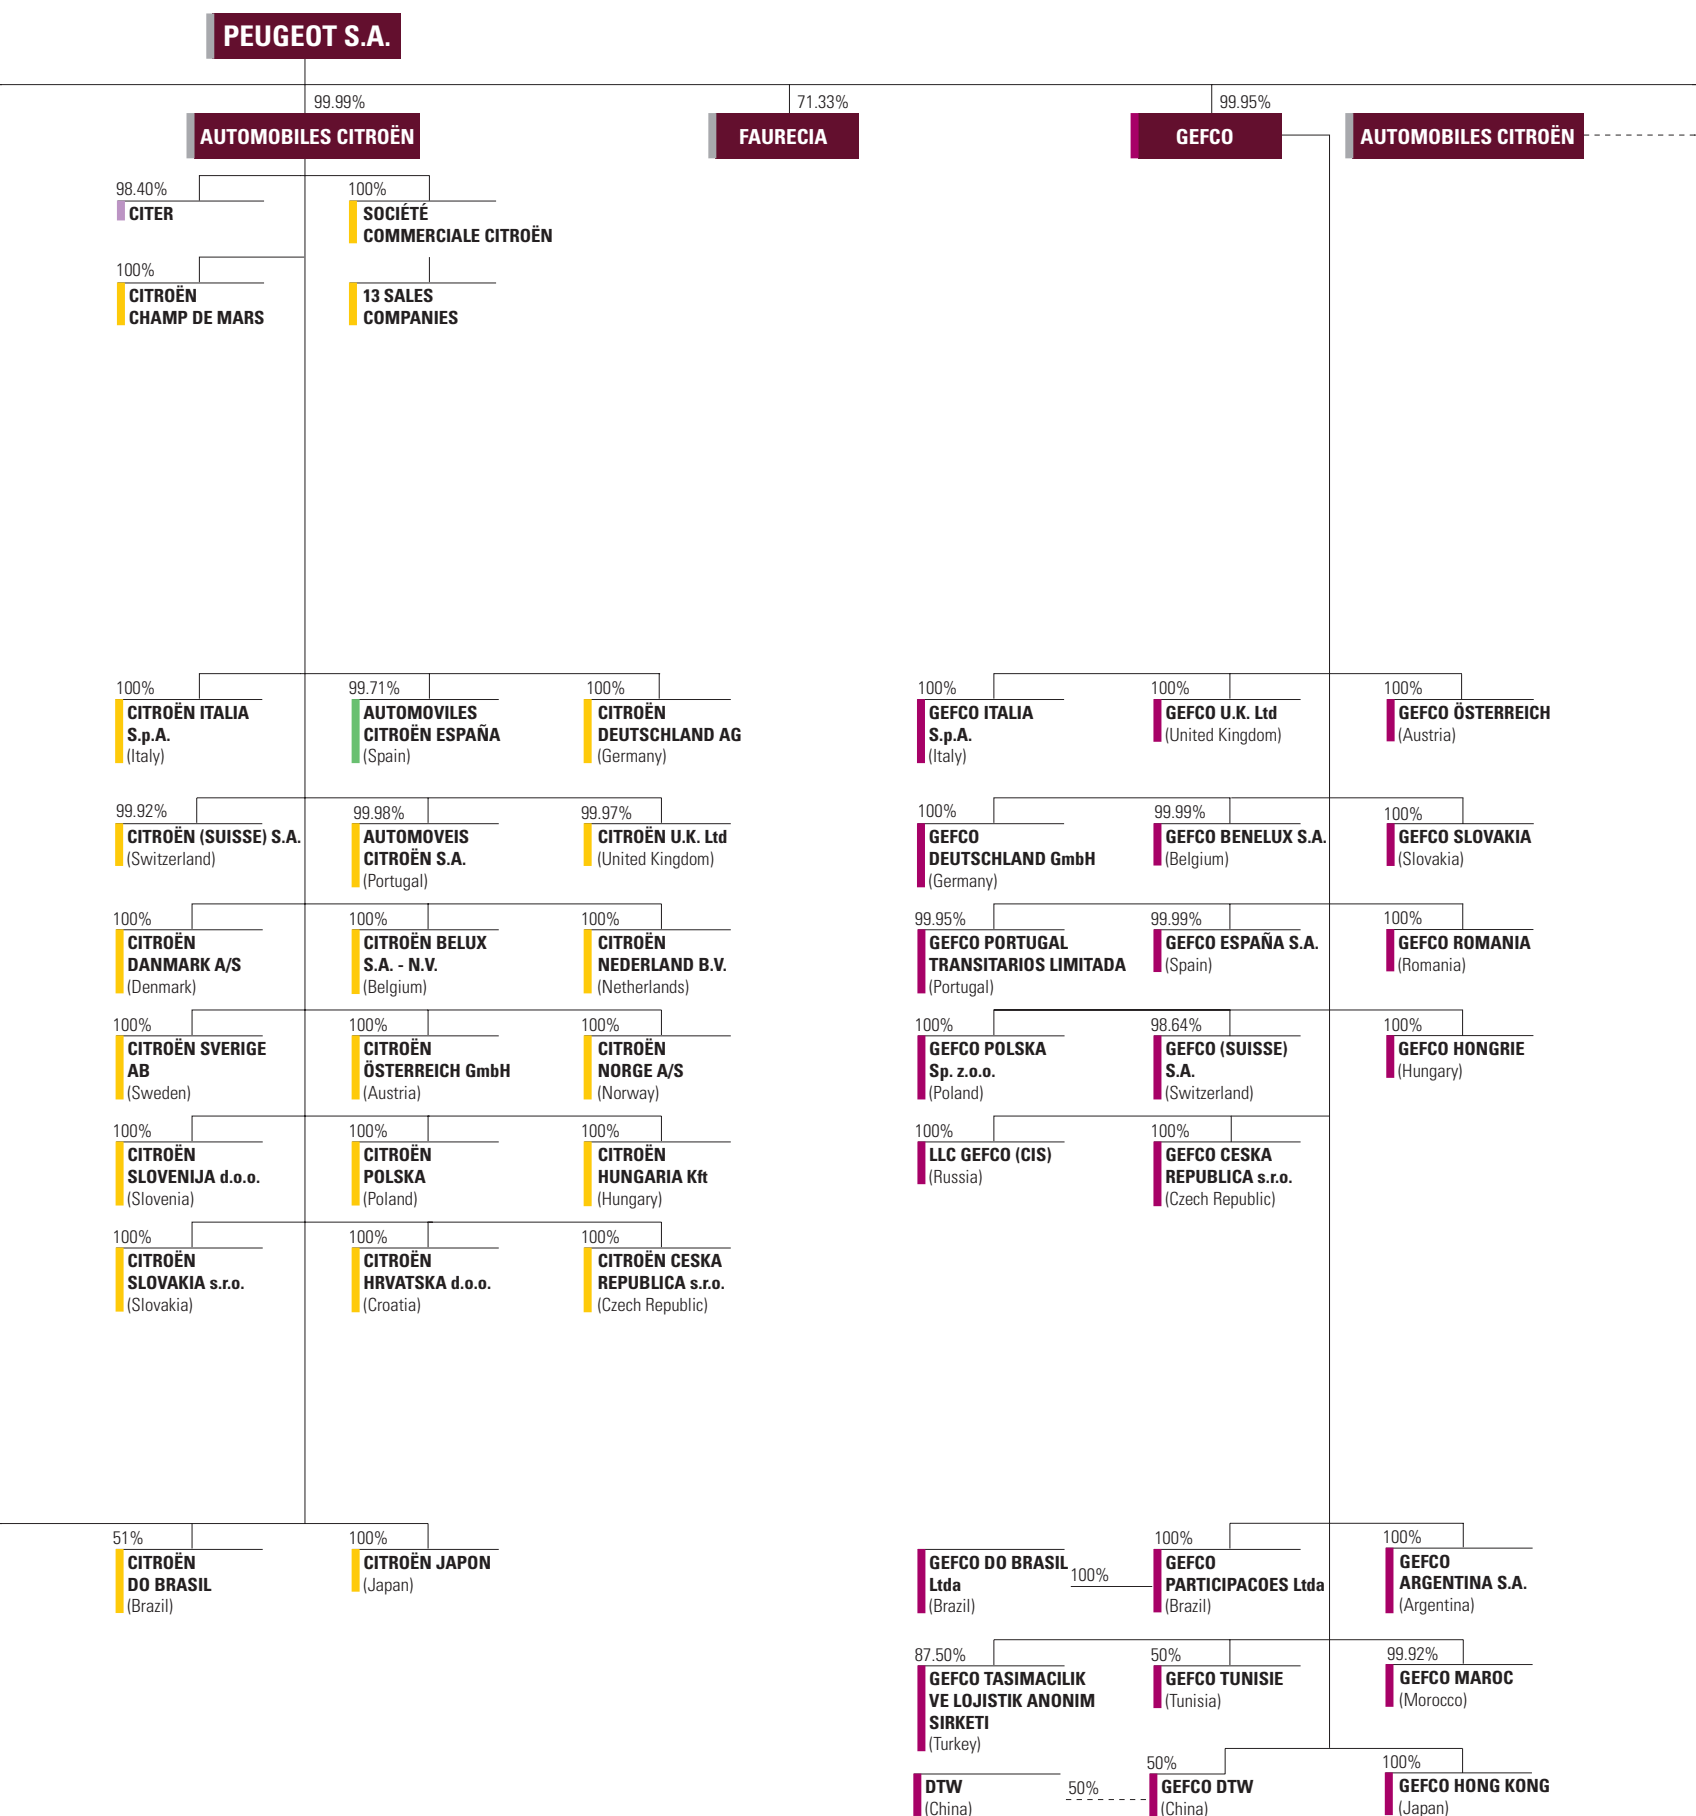 PEUGEOT S.A.
99.99%
AUTOMOBILES CITROËN
71.33%
FAURECIA
99.95%
GEFCO
AUTOMOBILES CITROËN
98.40%
CITER
100%
SOCIÉTÉ
COMMERCIALE CITROËN
100%
CITROËN
CHAMP DE MARS
13 SALES
COMPANIES
100%
CITROËN ITALIA
S.p.A.
(Italy)
99.71%
AUTOMOVILES
CITROËN ESPAÑA
(Spain)
100%
CITROËN
DEUTSCHLAND AG
(Germany)
99.92%
CITROËN (SUISSE) S.A.
(Switzerland)
99.98%
AUTOMOVEIS
CITROËN S.A.
(Portugal)
99.97%
CITROËN U.K. Ltd
(United Kingdom)
100%
CITROËN
DANMARK A/S
(Denmark)
100%
CITROËN BELUX
S.A. - N.V.
(Belgium)
100%
CITROËN
NEDERLAND B.V.
(Netherlands)
100%
CITROËN SVERIGE
AB
(Sweden)
100%
CITROËN
ÖSTERREICH GmbH
(Austria)
100%
CITROËN
NORGE A/S
(Norway)
100%
CITROËN
SLOVENIJA d.o.o.
(Slovenia)
100%
CITROËN
POLSKA
(Poland)
100%
CITROËN
HUNGARIA Kft
(Hungary)
100%
CITROËN
SLOVAKIA s.r.o.
(Slovakia)
100%
CITROËN
HRVATSKA d.o.o.
(Croatia)
100%
CITROËN CESKA
REPUBLICA s.r.o.
(Czech Republic)
51%
CITROËN
DO BRASIL
(Brazil)
100%
CITROËN JAPON
(Japan)
100%
GEFCO ITALIA
S.p.A.
(Italy)
100%
GEFCO U.K. Ltd
(United Kingdom)
100%
GEFCO ÖSTERREICH
(Austria)
100%
GEFCO
DEUTSCHLAND GmbH
(Germany)
99.99%
GEFCO BENELUX S.A.
(Belgium)
100%
GEFCO SLOVAKIA
(Slovakia)
99.95%
GEFCO PORTUGAL
TRANSITARIOS LIMITADA
(Portugal)
99.99%
GEFCO ESPAÑA S.A.
(Spain)
100%
GEFCO ROMANIA
(Romania)
100%
GEFCO POLSKA
Sp. z.o.o.
(Poland)
98.64%
GEFCO (SUISSE)
S.A.
(Switzerland)
100%
GEFCO HONGRIE
(Hungary)
100%
LLC GEFCO (CIS)
(Russia)
100%
GEFCO CESKA
REPUBLICA s.r.o.
(Czech Republic)
GEFCO DO BRASIL
Ltda
(Brazil)
100%
100%
GEFCO
PARTICIPACOES Ltda
(Brazil)
100%
GEFCO
ARGENTINA S.A.
(Argentina)
87.50%
GEFCO TASIMACILIK
VE LOJISTIK ANONIM
SIRKETI
(Turkey)
50%
GEFCO TUNISIE
(Tunisia)
99.92%
GEFCO MAROC
(Morocco)
DTW
(China)
50%
50%
GEFCO DTW
(China)
100%
GEFCO HONG KONG
(Japan)